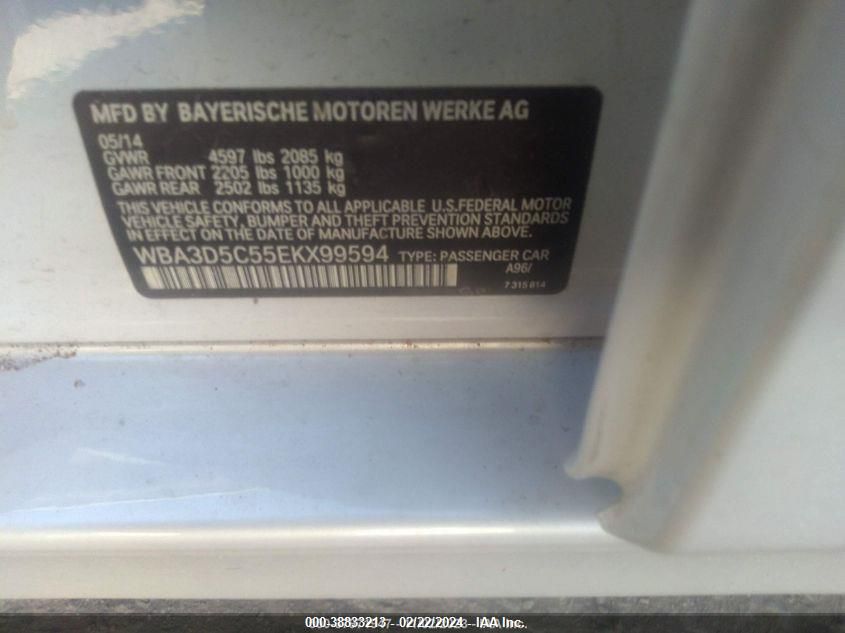 MFD BY BAYERISCHE MOTOREN WERKE AG
05/14
GVWR 4597 lbs 2085 kg
GAWR FRONT 2205 lbs 1000 kg
GAWR REAR 2502 lbs 1135 kg
THIS VEHICLE CONFORMS TO ALL APPLICABLE U.S.FEDERAL MOTOR
VEHICLE SAFETY, BUMPER AND THEFT PREVENTION STANDARDS
IN EFFECT ON THE DATE OF MANUFACTURE SHOWN ABOVE.
WBA3D5C55EKX99594 TYPE: PASSENGER CAR
A96/
7 315 814
000-38833213 - 02/22/2024 - IAA Inc.